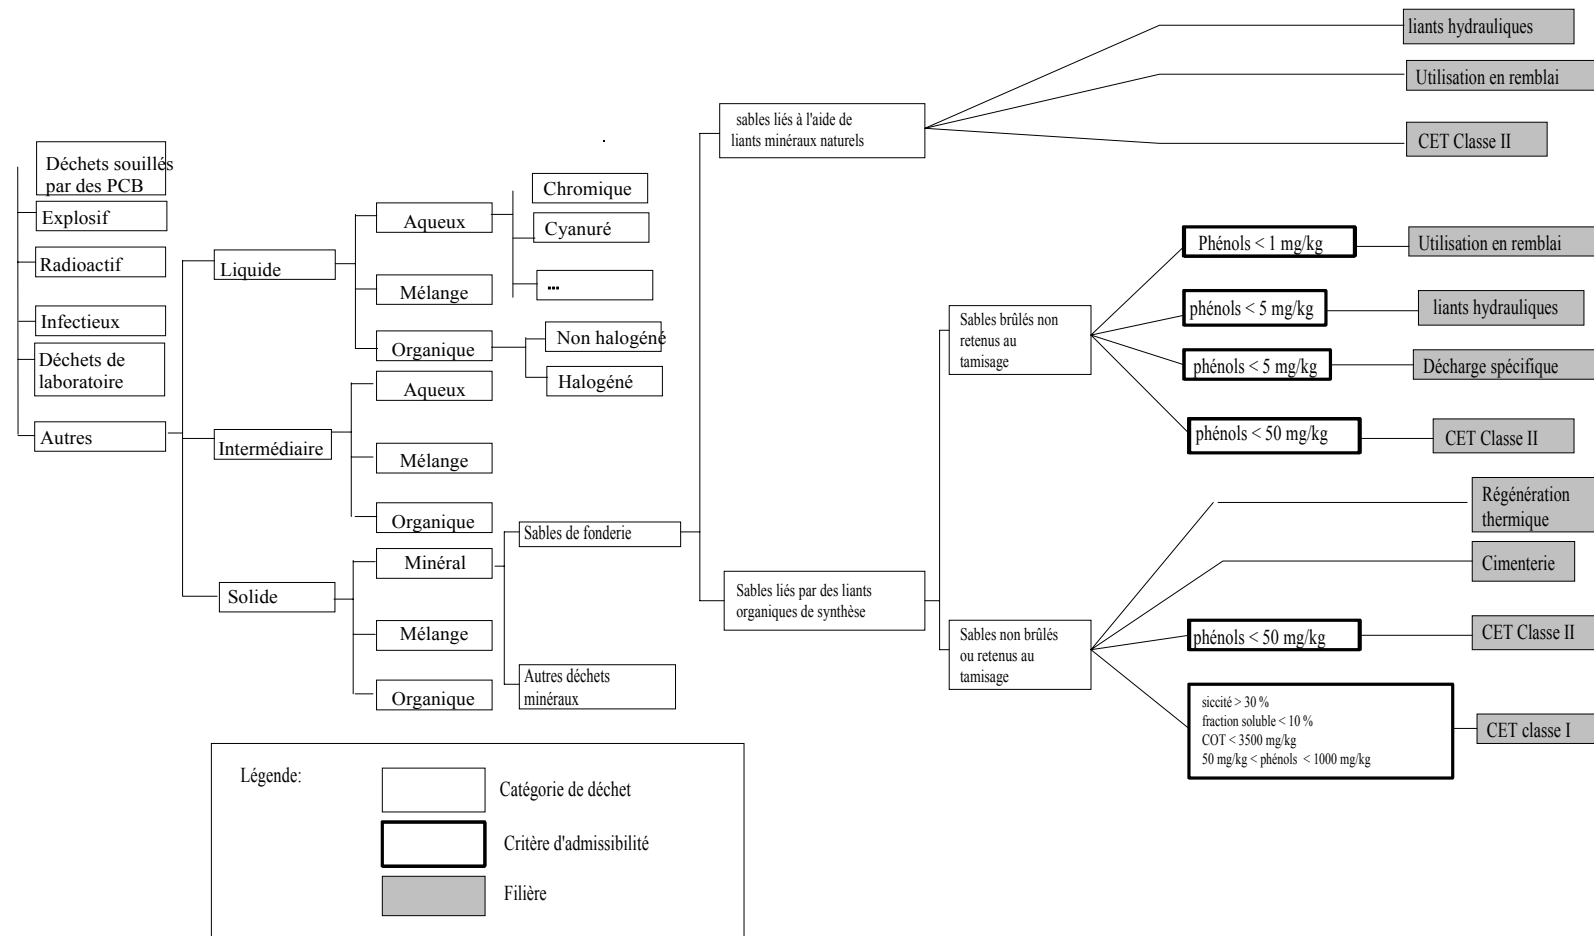 Déchets souillés
par des PCB
Explosif
Radioactif
Infectieux
Déchets de
laboratoire
Autres
Liquide
Intermédiaire
Solide
Aqueux
Mélange
Organique
Aqueux
Mélange
Organique
Minéral
Mélange
Organique
Chromique
Cyanuré
...
Non halogéné
Halogéné
Sables de fonderie
Autres déchets
minéraux
sables liés à l'aide de
liants minéraux naturels
Sables liés par des liants
organiques de synthèse
Sables brûlés non
retenus au
tamisage
Sables non brûlés
ou retenus au
tamisage
liants hydrauliques
Utilisation en remblai
CET Classe II
Phénols < 1 mg/kg
Utilisation en remblai
phénols < 5 mg/kg
liants hydrauliques
phénols < 5 mg/kg
Décharge spécifique
phénols < 50 mg/kg
CET Classe II
Régénération
thermique
Cimenterie
phénols < 50 mg/kg
CET Classe II
siccité > 30 %
fraction soluble < 10 %
COT < 3500 mg/kg
50 mg/kg < phénols < 1000 mg/kg
CET classe I
Légende:
Catégorie de déchet
Critère d'admissibilité
Filière